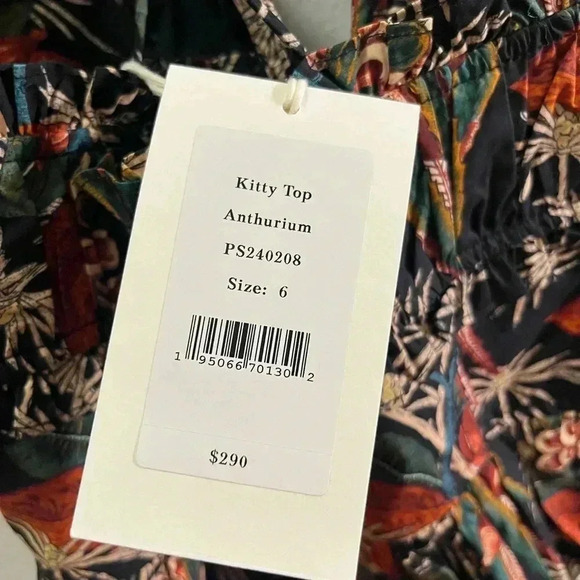 Kitty Top
Anthurium
PS240208
Size: 6
1 95066 70130 2
$290